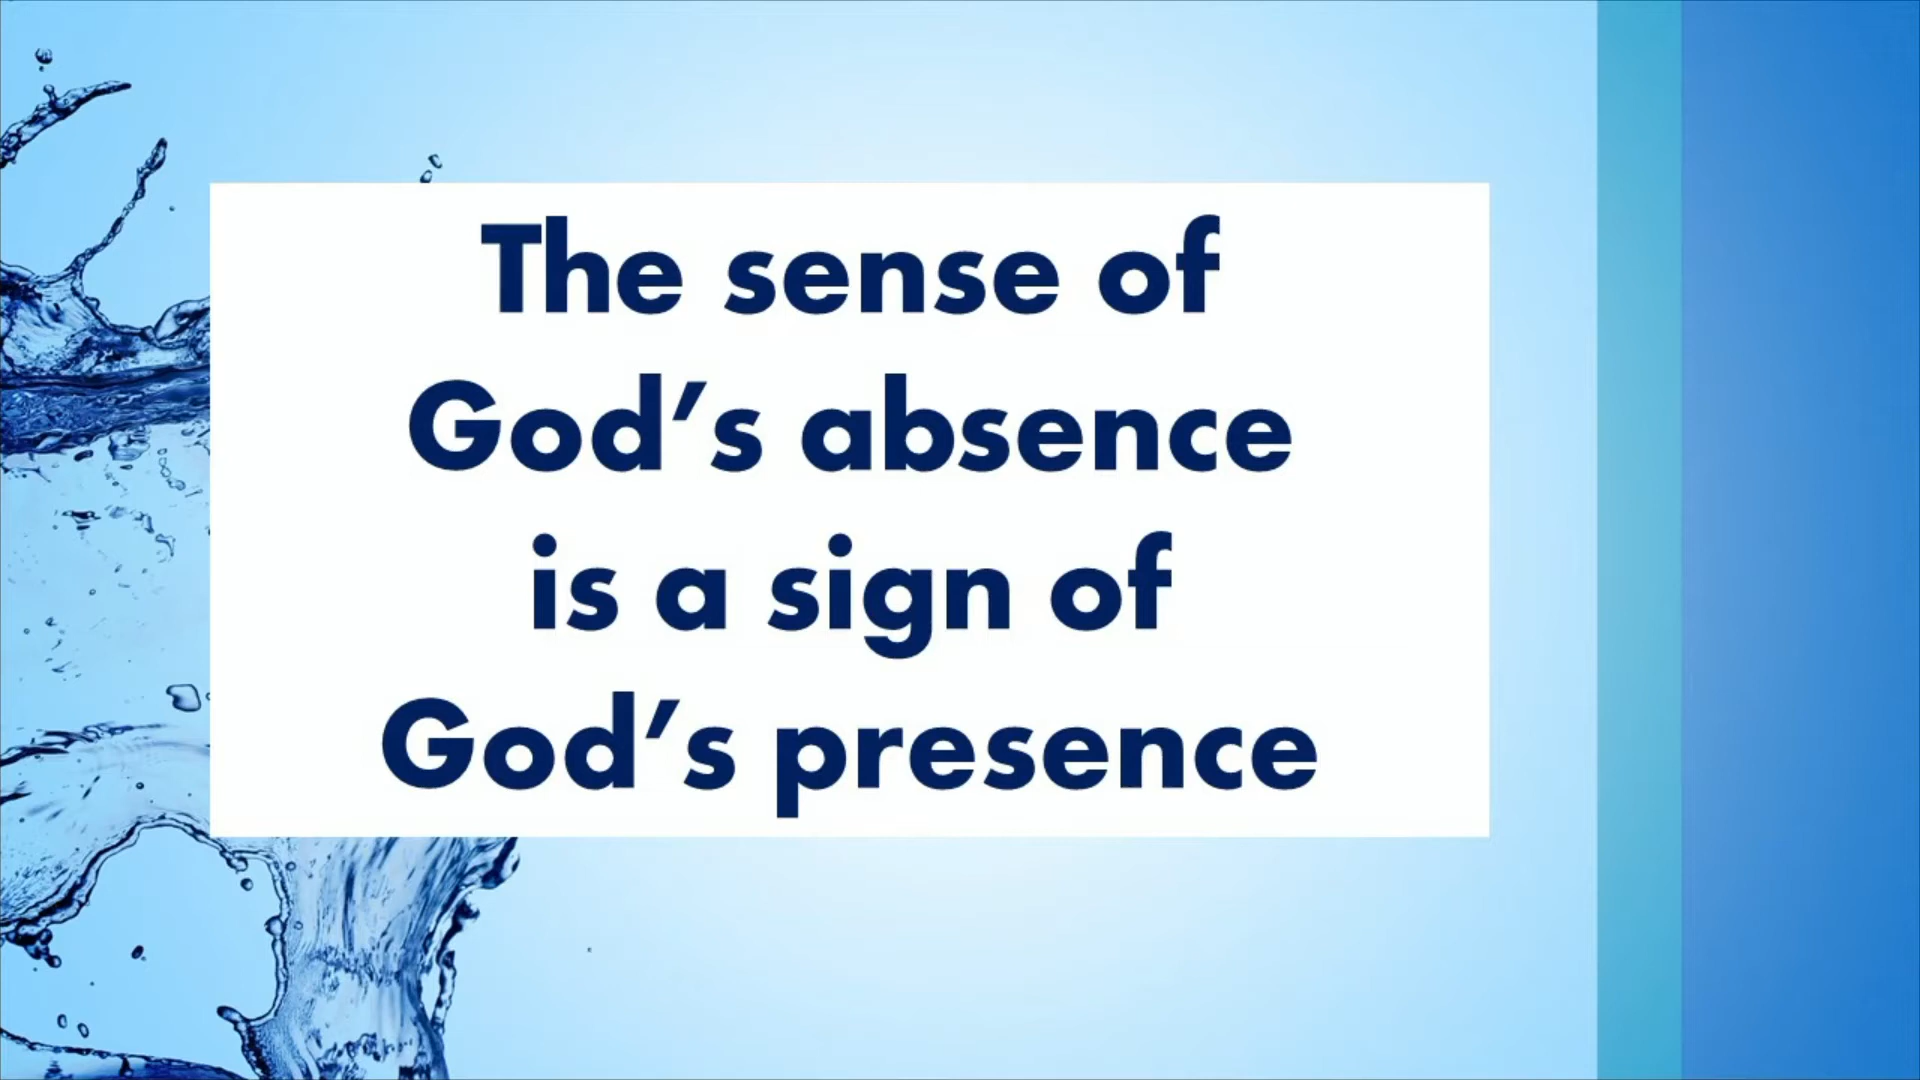 The sense of
God’s absence
is a sign of
God’s presence